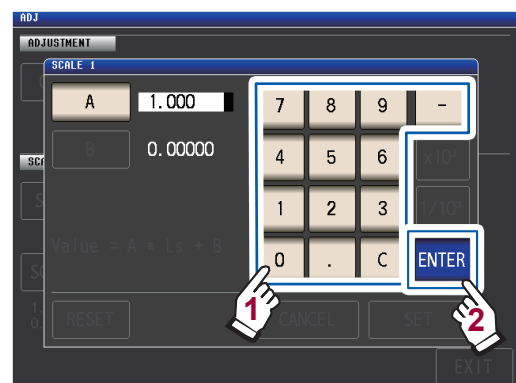 ADJ
ADJUSTMENT
SCALE 1
A 1.000 7 8 9 -
B 0.00000 4 5 6 x10³
1 2 3 1/10³
Value = A * Ls + B
0 . C ENTER
1 2
RESET CANCEL SET
EXIT